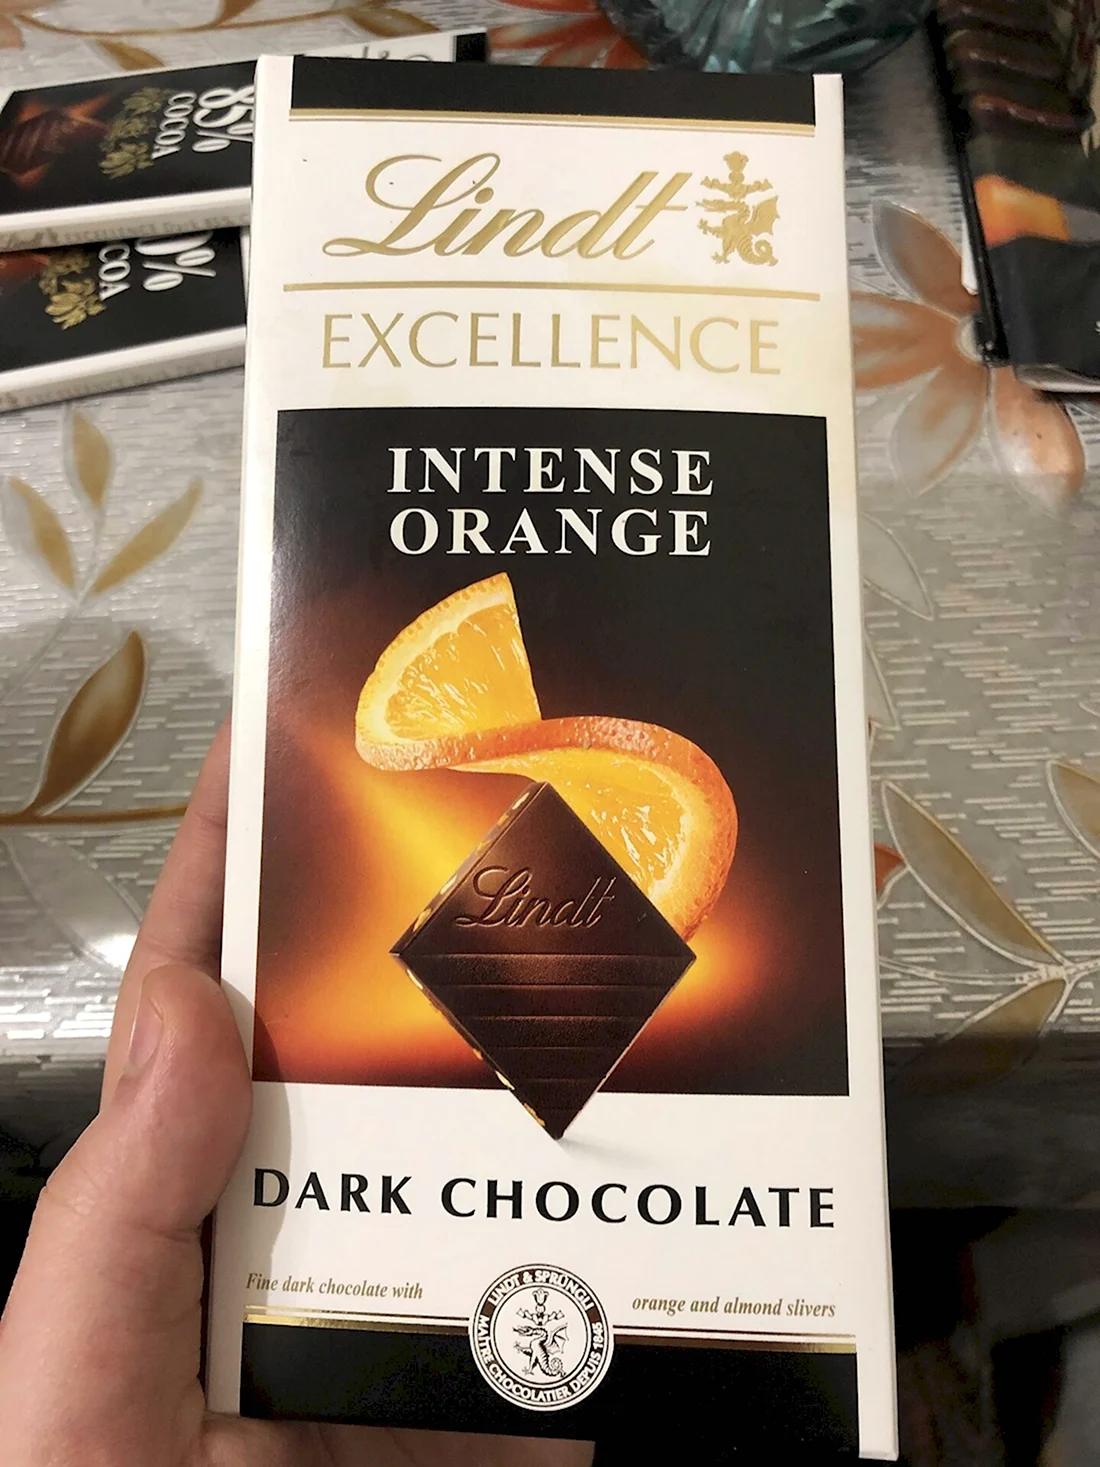 85%
COCOA
Lindt
EXCELLENCE
INTENSE
ORANGE
Lindt
DARK CHOCOLATE
Fine dark chocolate with
orange and almond slivers
LINDT & SPRÜNGLI
MAÎTRE CHOCOLATIER DEPUIS 1845